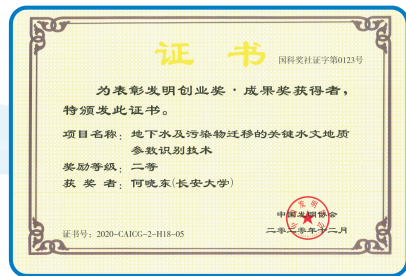 证 书
国科奖社证字第0123号
为表彰发明创业奖·成果奖获得者，
特颁发此证书。
项目名称：地下水及污染物迁移的关键水文地质
参数识别技术
奖励等级：二等
获 奖 者：何晓东（长安大学）
中国发明协会
二零二零年十二月
证书号：2020-CAICG-2-H18-05